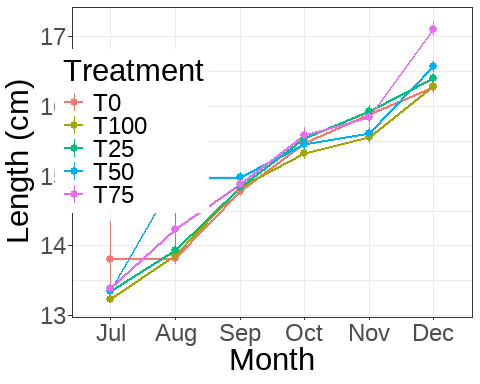 17
16
15
14
13
Length (cm)
Treatment
T0
T100
T25
T50
T75
Jul Aug Sep Oct Nov Dec
Month